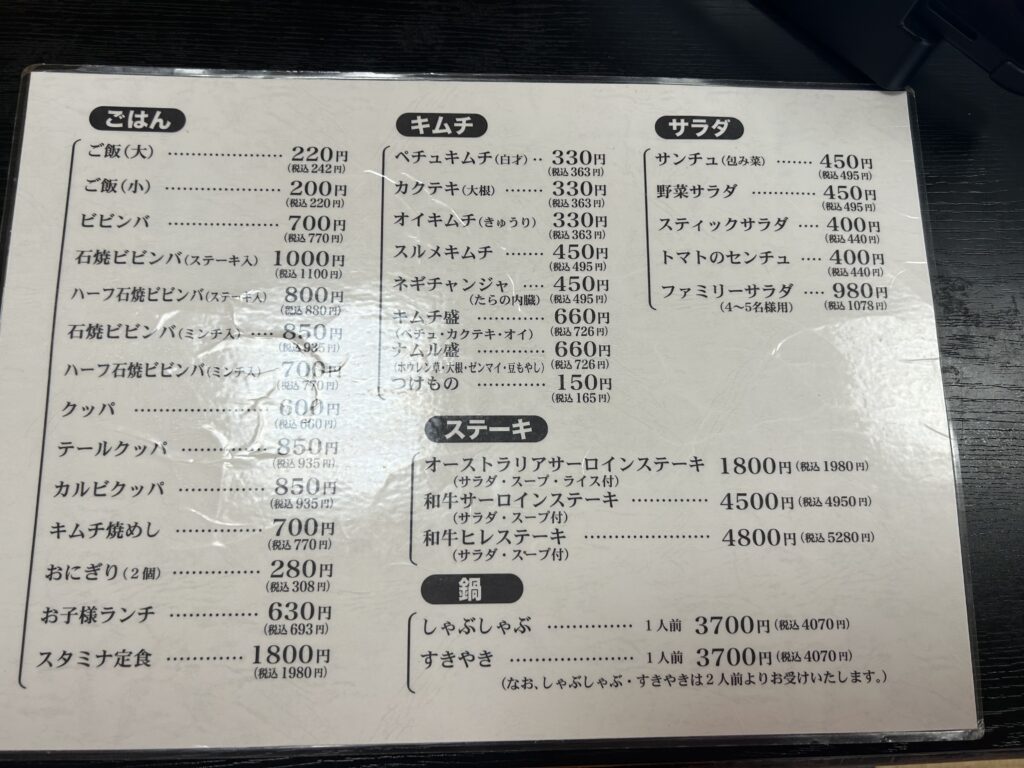 ごはん
ご飯(大) ………………… 220円
(税込242円)
ご飯(小) ………………… 200円
(税込220円)
ビビンバ ………………… 700円
(税込770円)
石焼ビビンバ(ステーキ入) 1000円
(税込1100円)
ハーフ石焼ビビンバ(ステーキ入) 800円
(税込880円)
石焼ビビンバ(ミンチ入) …… 850円
(税込935円)
ハーフ石焼ビビンバ(ミンチ入) 700円
(税込770円)
クッパ ………………… 600円
(税込660円)
テールクッパ ……………… 850円
(税込935円)
カルビクッパ ……………… 850円
(税込935円)
キムチ焼めし ……………… 700円
(税込770円)
おにぎり(2個) …………… 280円
(税込308円)
お子様ランチ ……………… 630円
(税込693円)
スタミナ定食 …………… 1800円
(税込1980円)
キムチ
ペチュキムチ(白才) ‥ 330円
(税込363円)
カクテキ(大根) ……… 330円
(税込363円)
オイキムチ(きゅうり) 330円
(税込363円)
スルメキムチ ……… 450円
(税込495円)
ネギチャンジャ …… 450円
(たらの内臓) (税込495円)
キムチ盛 ………… 660円
(ペチュ・カクテキ・オイ) (税込726円)
ナムル盛 ………… 660円
(ホウレン草・大根・ゼンマイ・豆もやし) (税込726円)
つけもの ………… 150円
(税込165円)
サラダ
サンチュ(包み菜) ……… 450円
(税込495円)
野菜サラダ ………… 450円
(税込495円)
スティックサラダ …… 400円
(税込440円)
トマトのセンチュ …… 400円
(税込440円)
ファミリーサラダ …… 980円
(4〜5名様用) (税込1078円)
ステーキ
オーストラリアサーロインステーキ 1800円(税込1980円)
(サラダ・スープ・ライス付)
和牛サーロインステーキ …………… 4500円(税込4950円)
(サラダ・スープ付)
和牛ヒレステーキ ……………………… 4800円(税込5280円)
(サラダ・スープ付)
鍋
しゃぶしゃぶ …………… 1人前 3700円(税込4070円)
すきやき ………………… 1人前 3700円(税込4070円)
(なお、しゃぶしゃぶ・すきやきは2人前よりお受けいたします。)